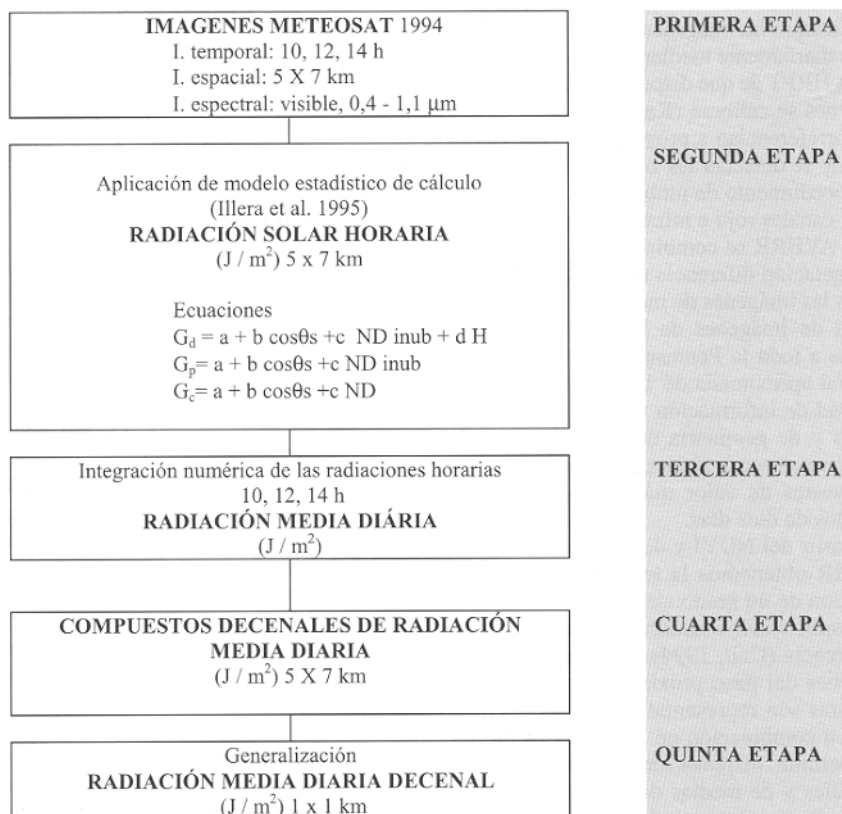 IMAGENES METEOSAT 1994
I. temporal: 10, 12, 14 h
I. espacial: 5 X 7 km
I. espectral: visible, 0,4 - 1,1 μm
PRIMERA ETAPA
Aplicación de modelo estadístico de cálculo
(Illera et al. 1995)
RADIACIÓN SOLAR HORARIA
(J / m²) 5 x 7 km
Ecuaciones
G_d = a + b cosθs +c ND inub + d H
G_p= a + b cosθs +c ND inub
G_c= a + b cosθs +c ND
SEGUNDA ETAPA
Integración numérica de las radiaciones horarias
10, 12, 14 h
RADIACIÓN MEDIA DIÁRIA
(J / m²)
TERCERA ETAPA
COMPUESTOS DECENALES DE RADIACIÓN
MEDIA DIARIA
(J / m²) 5 X 7 km
CUARTA ETAPA
Generalización
RADIACIÓN MEDIA DIARIA DECENAL
(J / m²) 1 x 1 km
QUINTA ETAPA